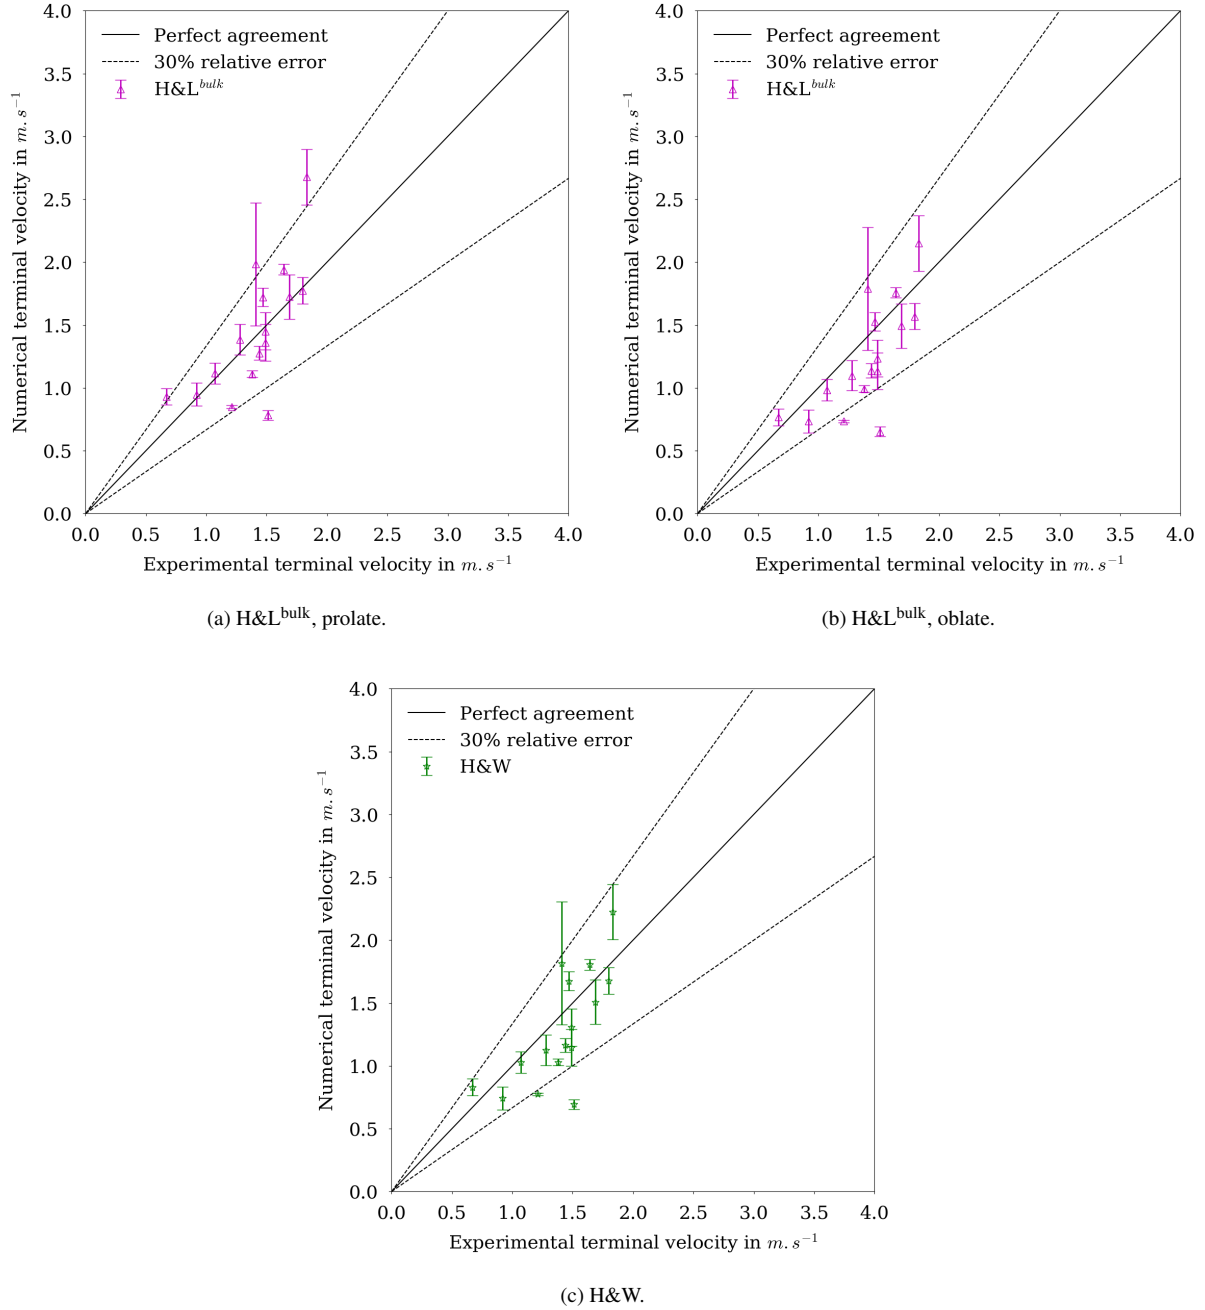 4.0
3.5
3.0
2.5
2.0
1.5
1.0
0.5
0.0
Numerical terminal velocity in m.s⁻¹
Perfect agreement
30% relative error
H&L^bulk
0.0 0.5 1.0 1.5 2.0 2.5 3.0 3.5 4.0
Experimental terminal velocity in m.s⁻¹
(a) H&L^bulk, prolate.
4.0
3.5
3.0
2.5
2.0
1.5
1.0
0.5
0.0
Numerical terminal velocity in m.s⁻¹
Perfect agreement
30% relative error
H&L^bulk
0.0 0.5 1.0 1.5 2.0 2.5 3.0 3.5 4.0
Experimental terminal velocity in m.s⁻¹
(b) H&L^bulk, oblate.
4.0
3.5
3.0
2.5
2.0
1.5
1.0
0.5
0.0
Numerical terminal velocity in m.s⁻¹
Perfect agreement
30% relative error
H&W
0.0 0.5 1.0 1.5 2.0 2.5 3.0 3.5 4.0
Experimental terminal velocity in m.s⁻¹
(c) H&W.